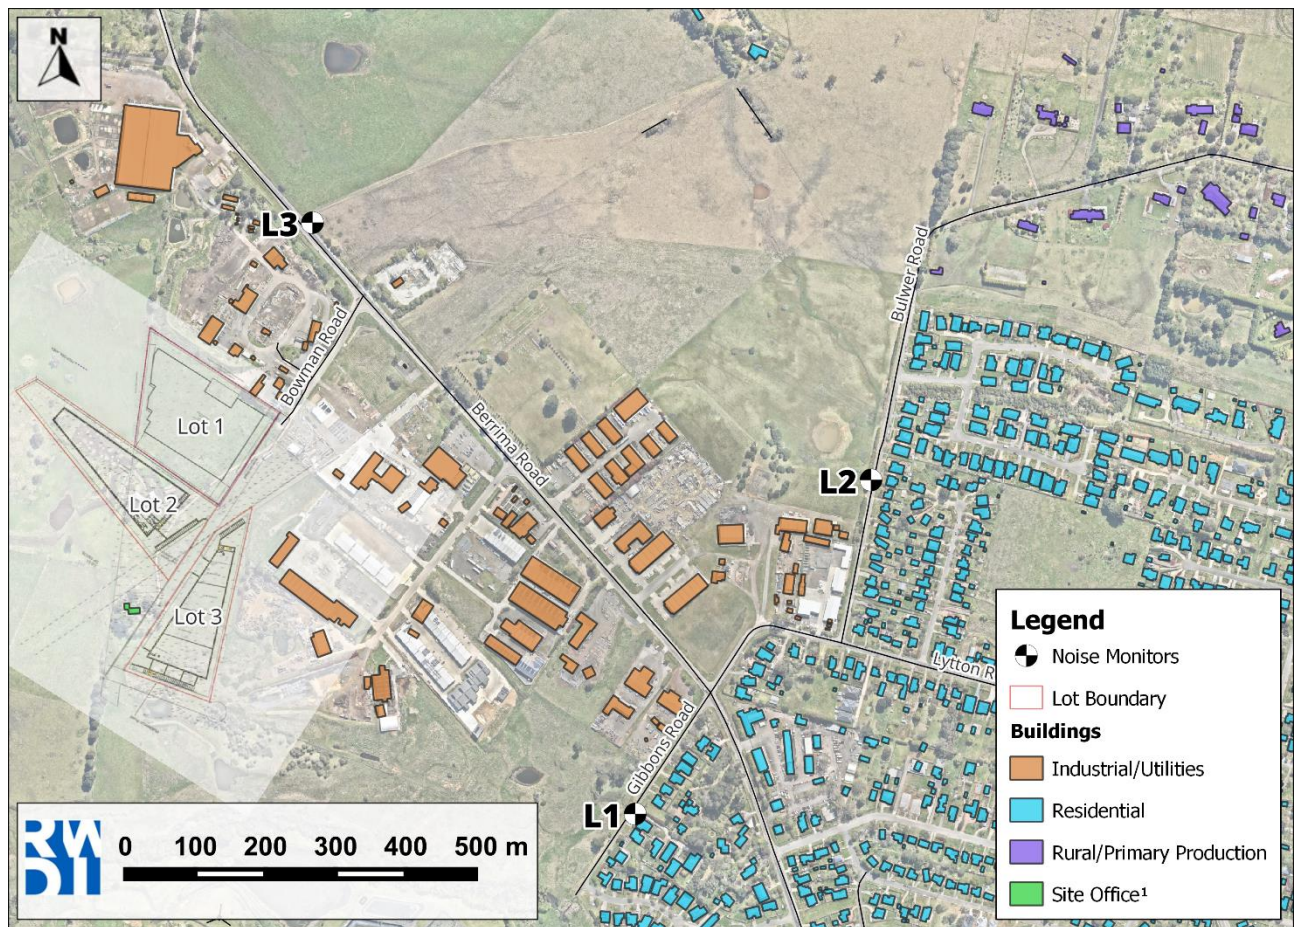 N
L3
Bowman Road
Bulwer Road
Berrima Road
Lot 1
L2
Lot 2
Lot 3
Lytton R
Gibbons Road
L1
RWDI
0 100 200 300 400 500 m
Legend
Noise Monitors
Lot Boundary
Buildings
Industrial/Utilities
Residential
Rural/Primary Production
Site Office¹